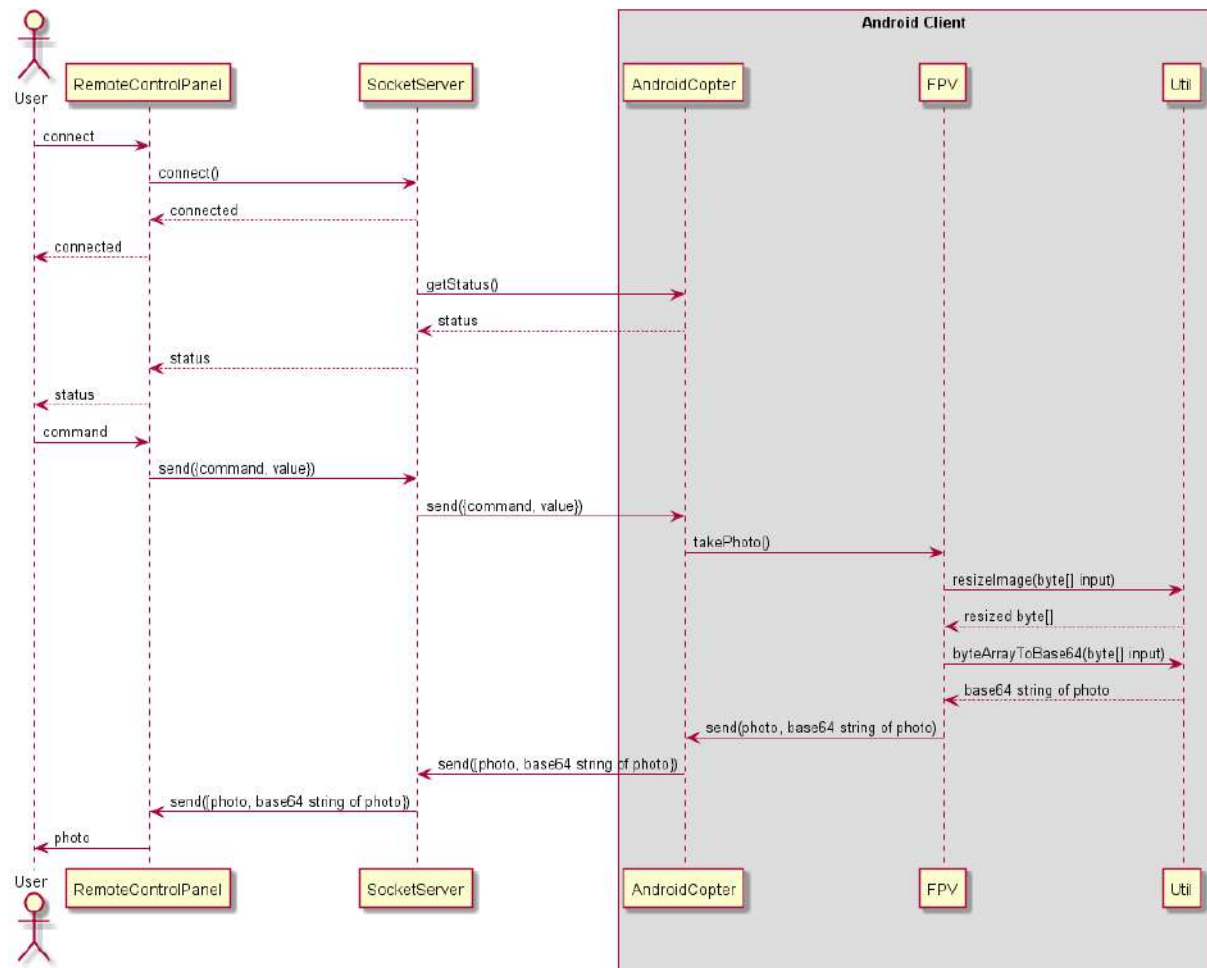 Android Client
User
RemoteControlPanel
SocketServer
AndroidCopter
FPV
Util
connect
connect()
connected
connected
getStatus()
status
status
status
command
send({command, value})
send({command, value})
takePhoto()
resizeImage(byte[] input)
resized byte[]
byteArrayToBase64(byte[] input)
base64 string of photo
send(photo, base64 string of photo)
send({photo, base64 string of photo})
send({photo, base64 string of photo})
photo
User
RemoteControlPanel
SocketServer
AndroidCopter
FPV
Util